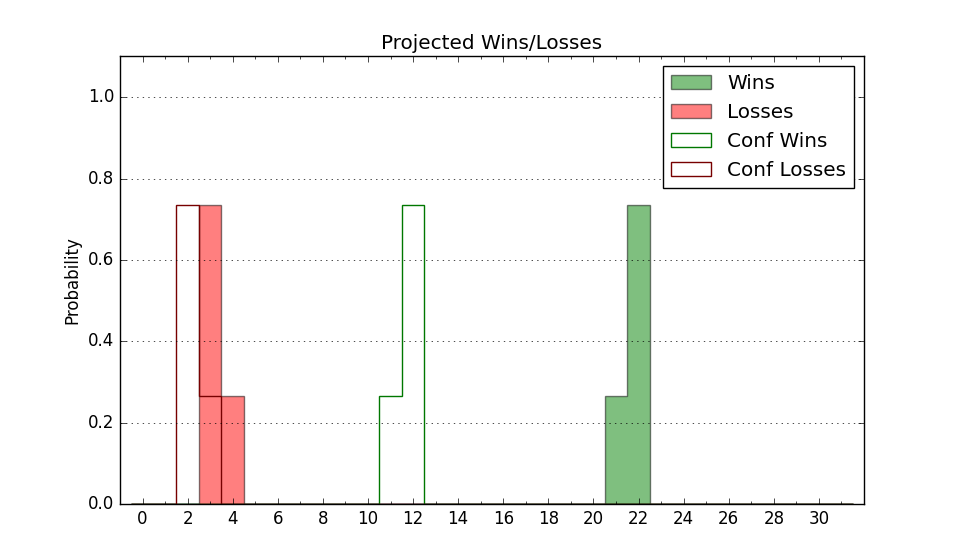 Projected Wins/Losses
Wins
Losses
Conf Wins
Conf Losses
Probability
1.0
0.8
0.6
0.4
0.2
0.0
0 2 4 6 8 10 12 14 16 18 20 22 24 26 28 30